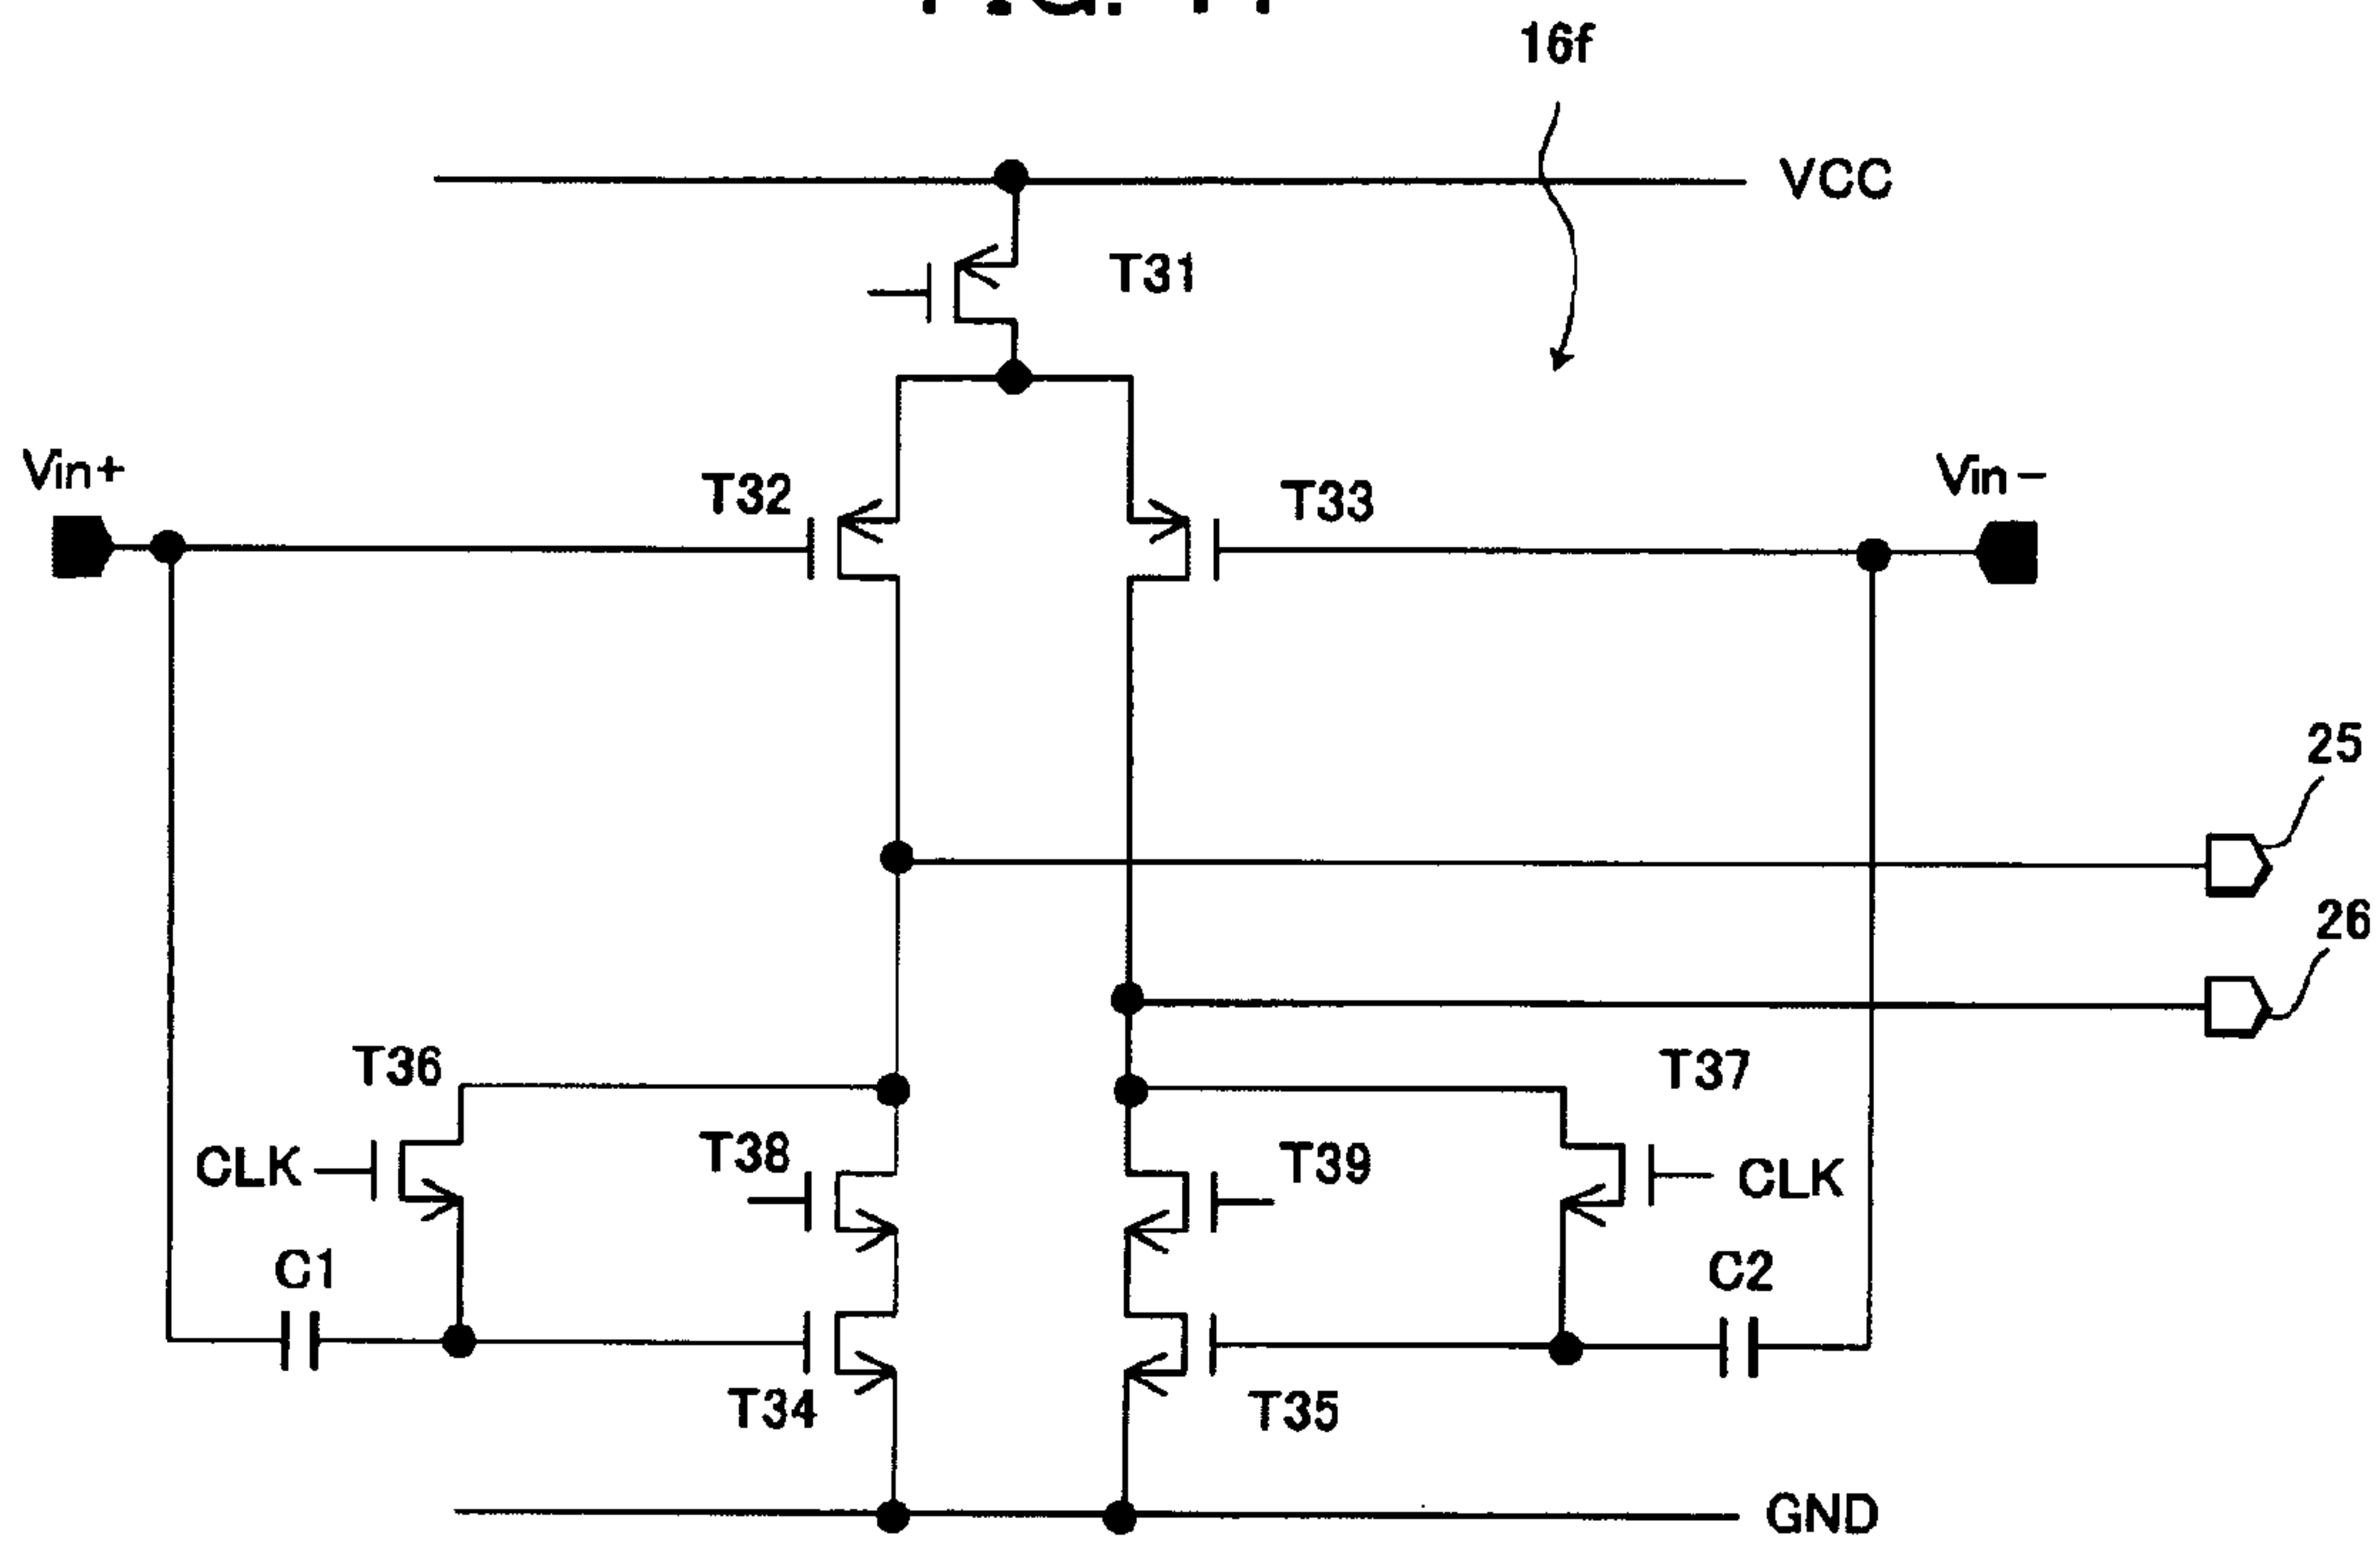 16f
VCC
T31
Vin+
T32
T33
Vin-
25
26
T36
T37
CLK
T38
T39
CLK
C1
C2
T34
T35
GND